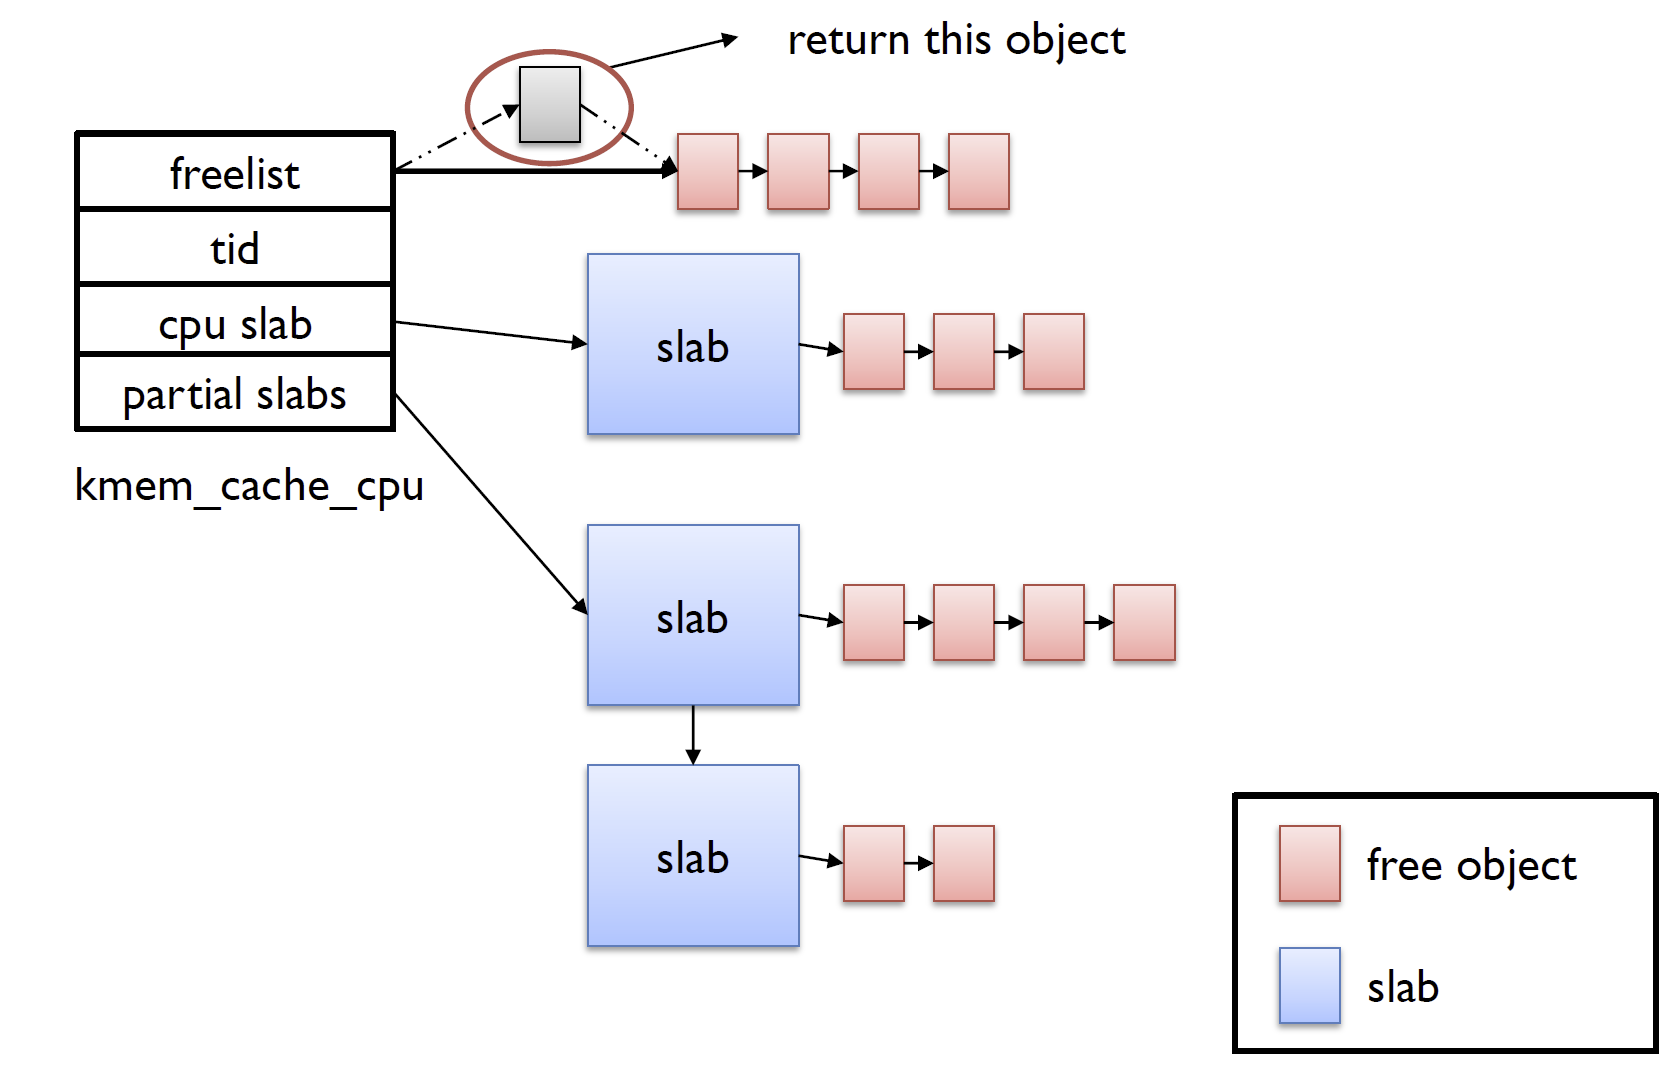 return this object
freelist
tid
cpu slab
partial slabs
kmem_cache_cpu
slab
slab
slab
free object
slab